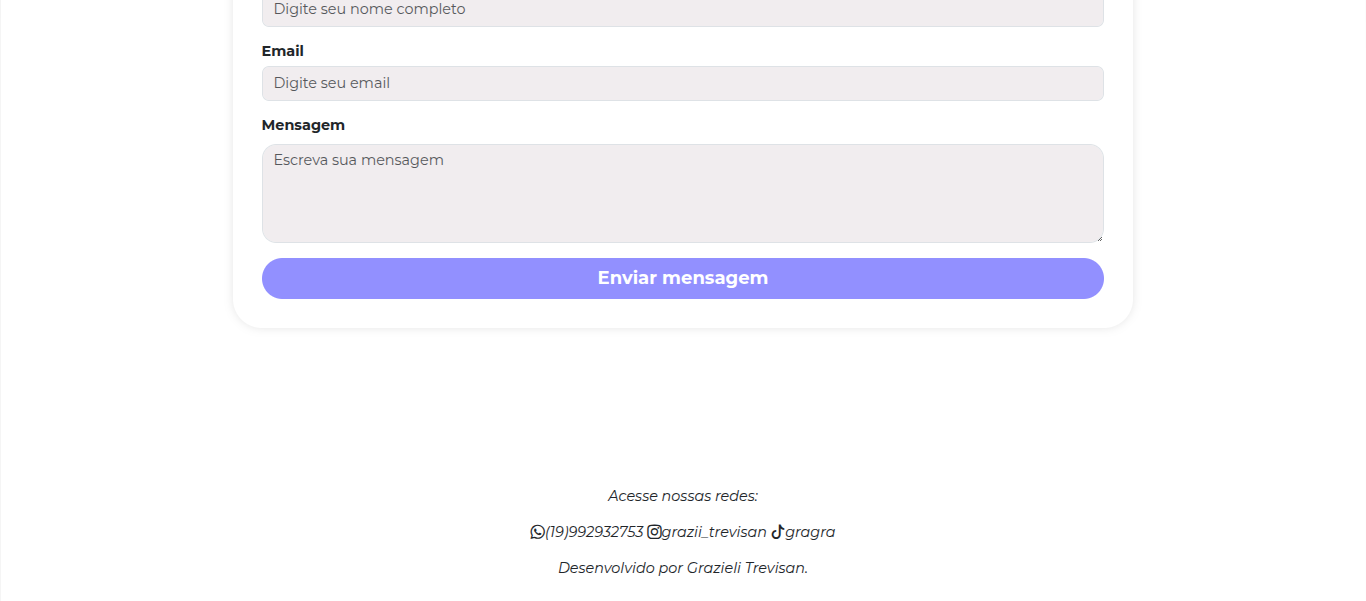 Digite seu nome completo
Email
Digite seu email
Mensagem
Escreva sua mensagem
Enviar mensagem
Acesse nossas redes:
(19)992932753 grazii_trevisan gragra
Desenvolvido por Grazieli Trevisan.